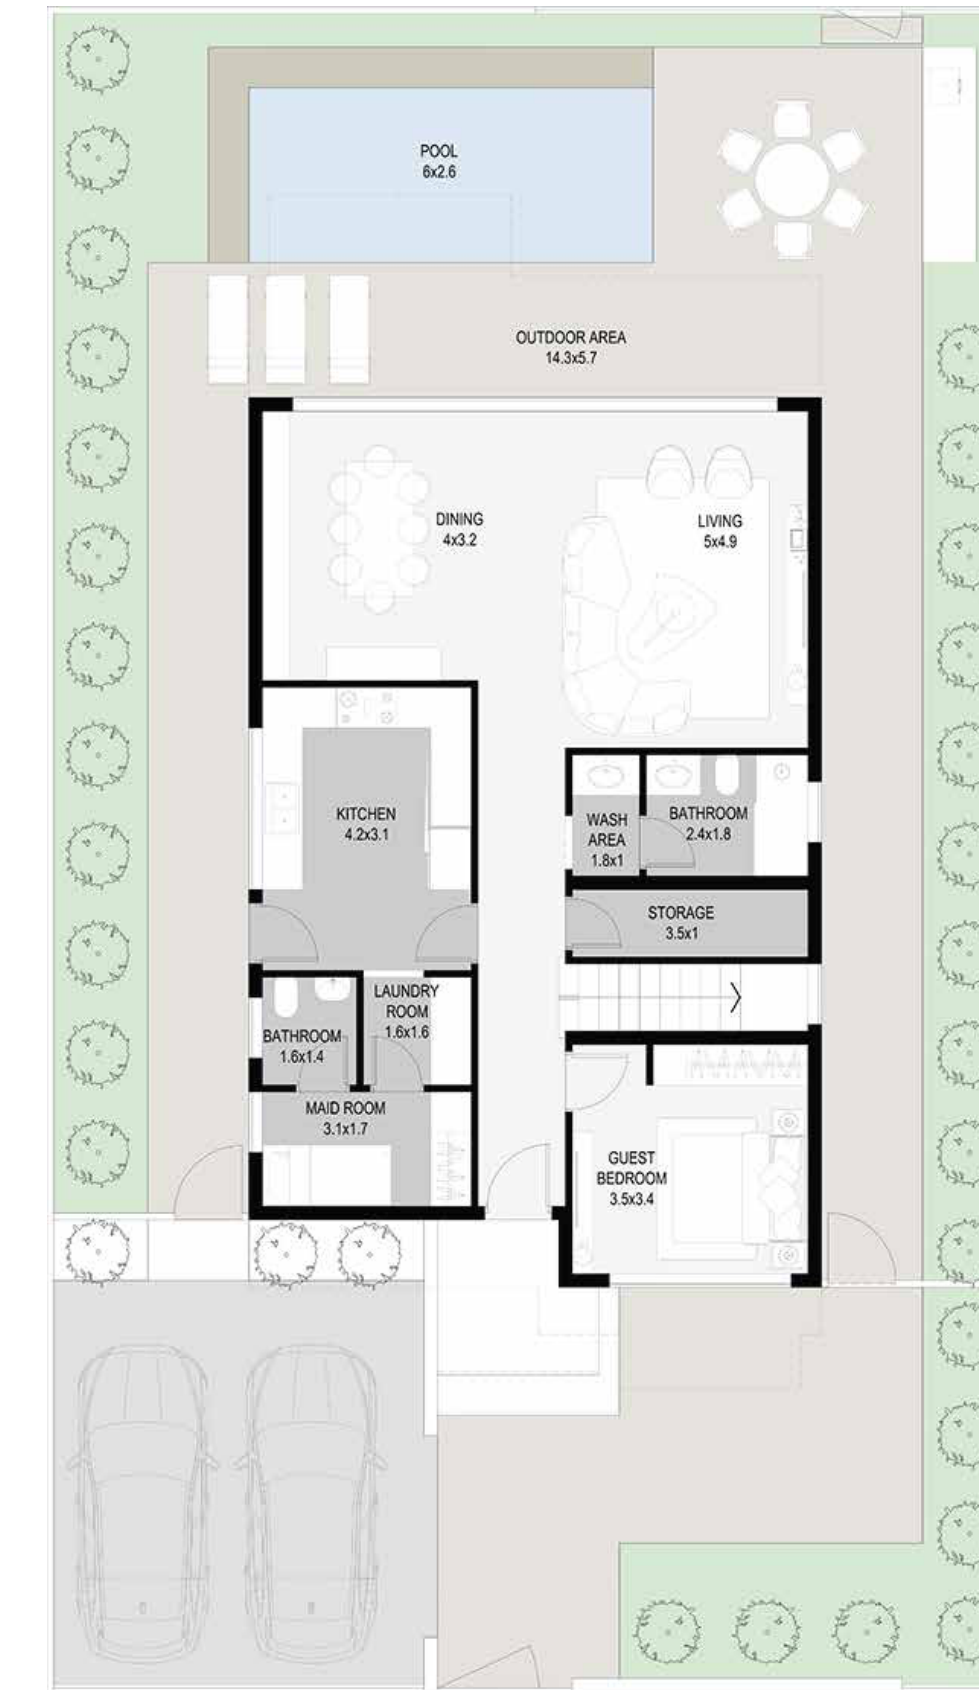 POOL
6x2.6
OUTDOOR AREA
14.3x5.7
DINING
4x3.2
LIVING
5x4.9
KITCHEN
4.2x3.1
WASH
AREA
1.8x1
BATHROOM
2.4x1.8
STORAGE
3.5x1
LAUNDRY
ROOM
1.6x1.6
BATHROOM
1.6x1.4
MAID ROOM
3.1x1.7
GUEST
BEDROOM
3.5x3.4